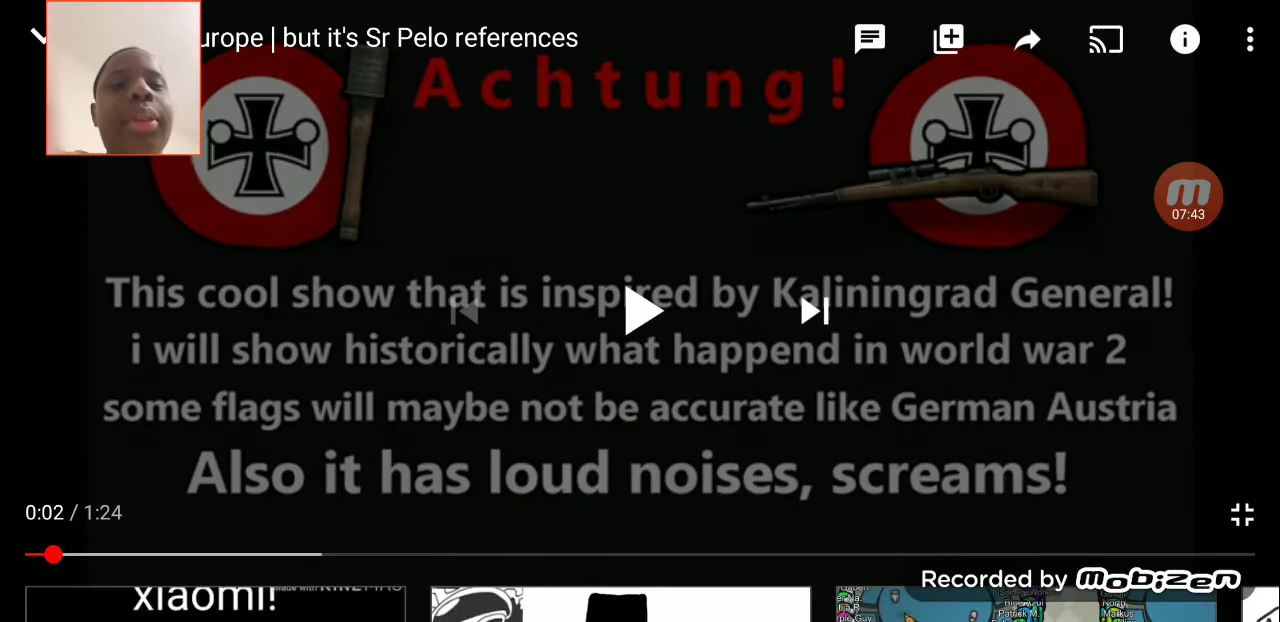 urope | but it's Sr Pelo references
Achtung!
07:43
This cool show that is inspired by Kaliningrad General!
i will show historically what happend in world war 2
some flags will maybe not be accurate like German Austria
Also it has loud noises, screams!
0:02 / 1:24
Recorded by mobizen
xiaomi!
Patrick M.
Markus